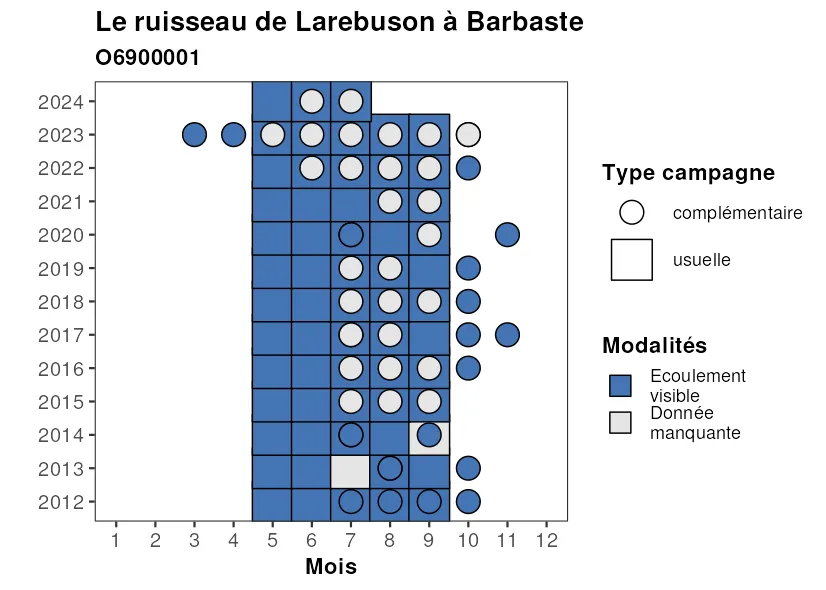 Le ruisseau de Larebuson à Barbaste
O6900001
2024
2023
2022
2021
2020
2019
2018
2017
2016
2015
2014
2013
2012
1 2 3 4 5 6 7 8 9 10 11 12
Mois
Type campagne
complémentaire
usuelle
Modalités
Ecoulement
visible
Donnée
manquante